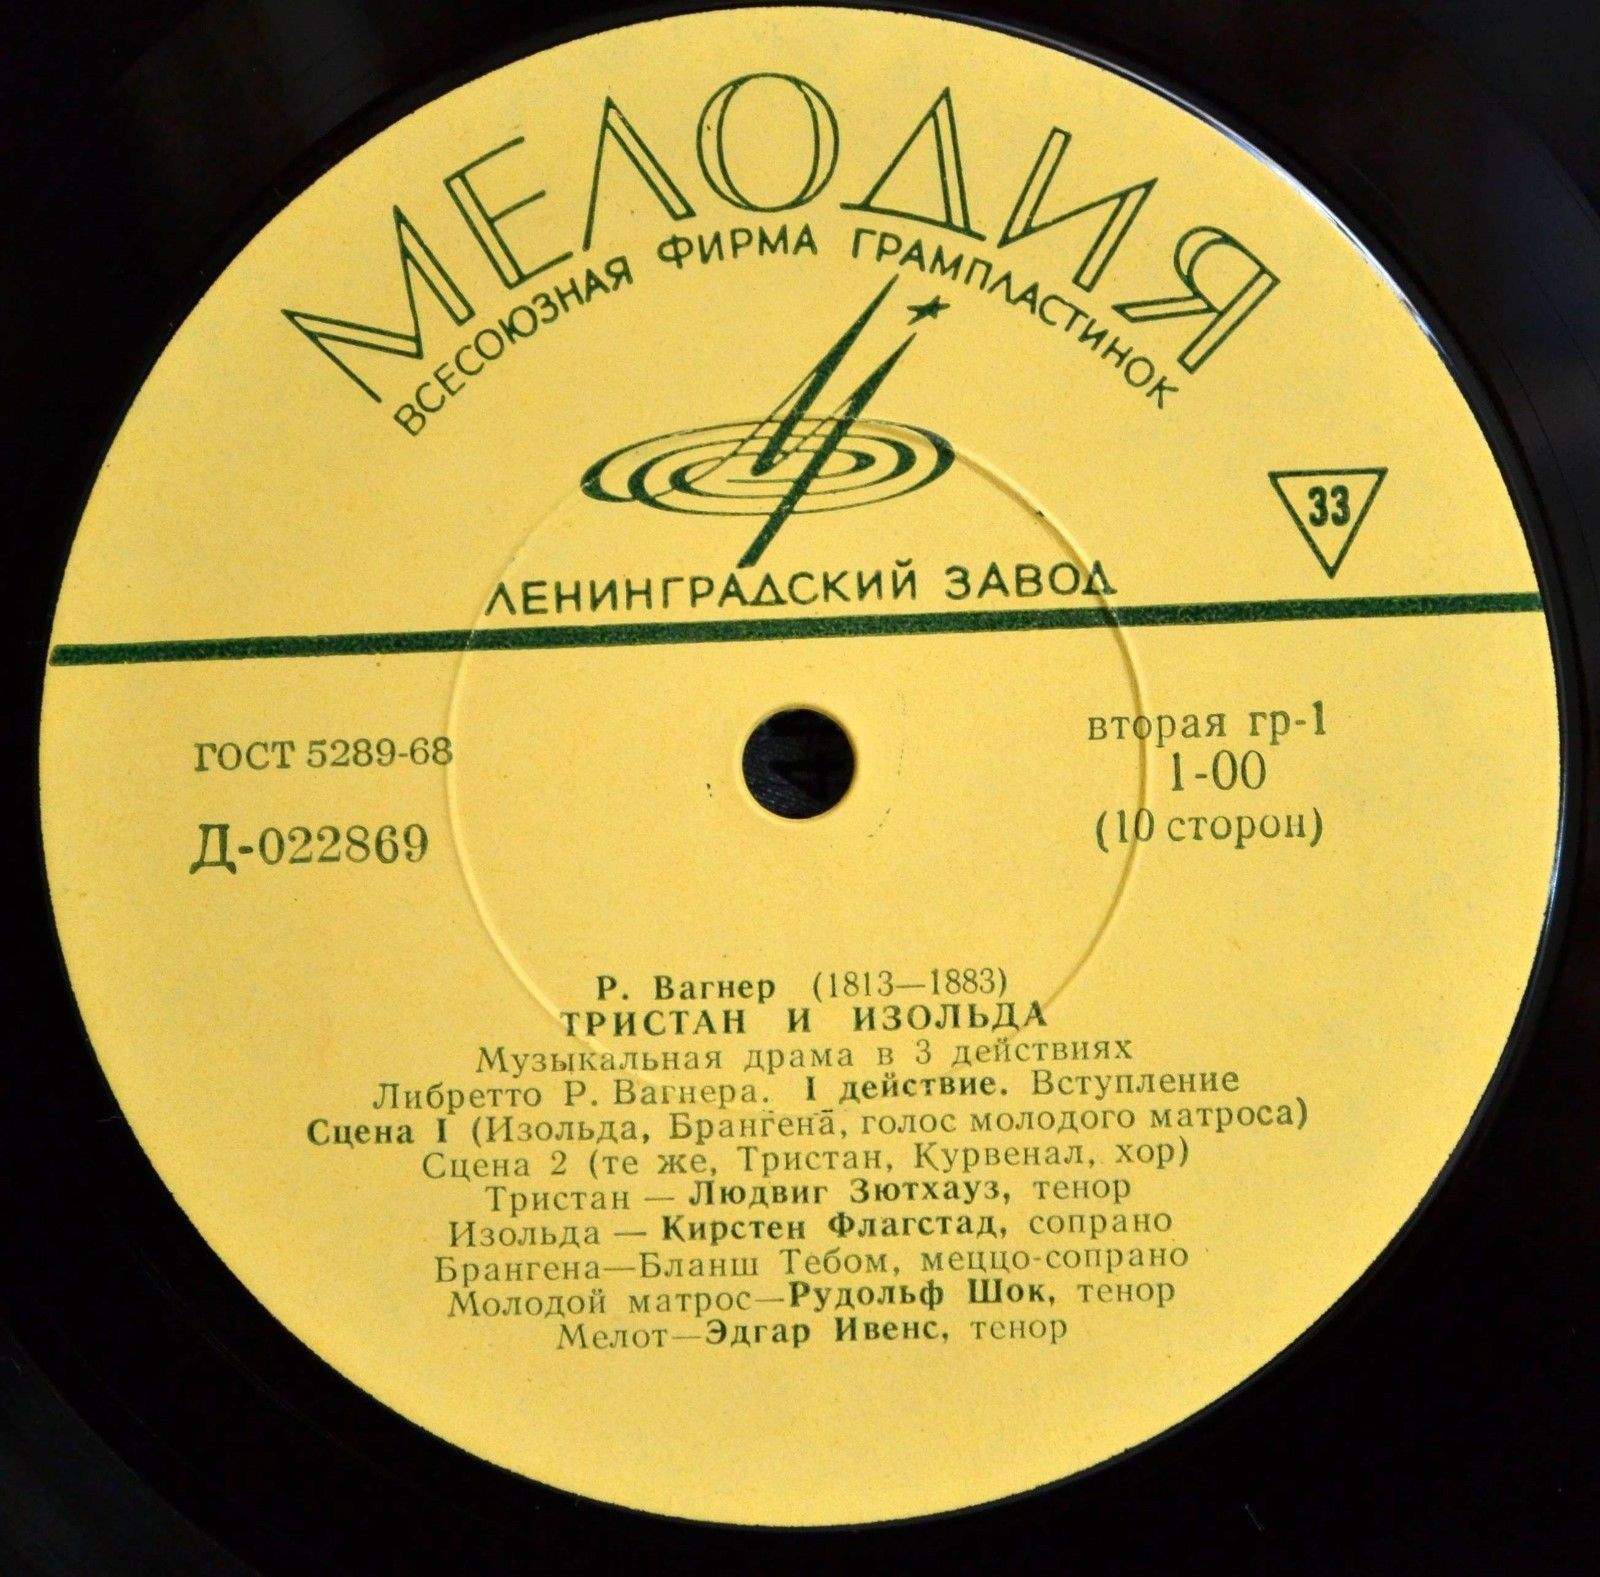 МЕЛОДИЯ
ВСЕСОЮЗНАЯ ФИРМА ГРАМПЛАСТИНОК
33
ЛЕНИНГРАДСКИЙ ЗАВОД
ГОСТ 5289-68
Д-022869
вторая гр-1
1-00
(10 сторон)
Р. Вагнер (1813—1883)
ТРИСТАН И ИЗОЛЬДА
Музыкальная драма в 3 действиях
Либретто Р. Вагнера. I действие. Вступление
Сцена I (Изольда, Брангена, голос молодого матроса)
Сцена 2 (те же, Тристан, Курвенал, хор)
Тристан — Людвиг Зютхауз, тенор
Изольда — Кирстен Флагстад, сопрано
Брангена—Бланш Тебом, меццо-сопрано
Молодой матрос—Рудольф Шок, тенор
Мелот—Эдгар Ивенс, тенор